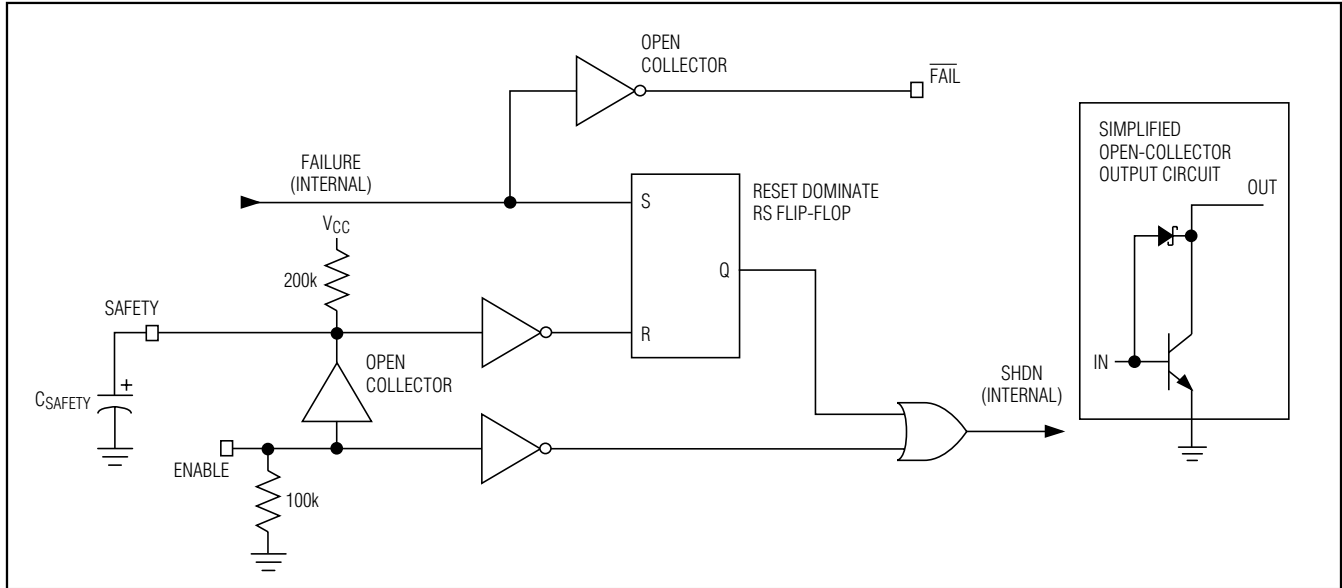 OPEN
COLLECTOR
FAIL
FAILURE
(INTERNAL)
S
RESET DOMINATE
RS FLIP-FLOP
VCC
200k
Q
SAFETY
R
OPEN
COLLECTOR
CSAFETY
ENABLE
100k
SHDN
(INTERNAL)
SIMPLIFIED
OPEN-COLLECTOR
OUTPUT CIRCUIT
OUT
IN
+